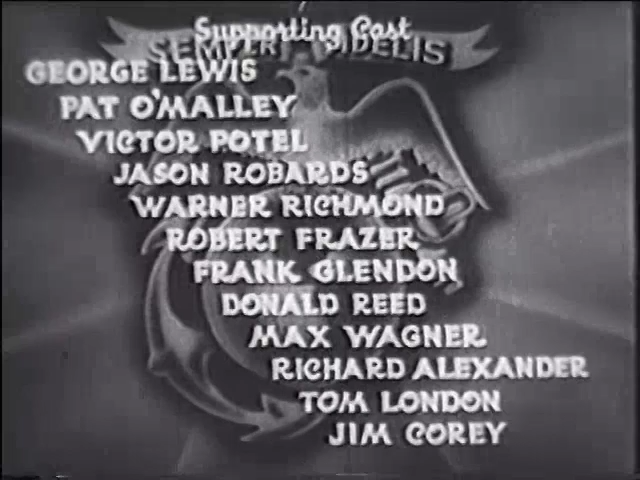 Supporting Cast
SEMPER FIDELIS
GEORGE LEWIS
PAT O'MALLEY
VICTOR POTEL
JASON ROBARDS
WARNER RICHMOND
ROBERT FRAZER
FRANK GLENDON
DONALD REED
MAX WAGNER
RICHARD ALEXANDER
TOM LONDON
JIM COREY